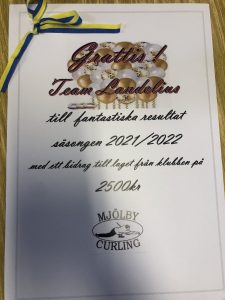 Grattis!
Team Landelius
till fantastiska resultat
säsongen 2021/2022
med ett bidrag till laget från klubben på
2500kr
MJÖLBY
CURLING